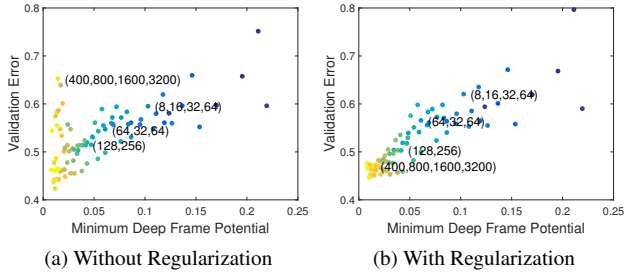 0.8
0.7
0.6
0.5
0.4
Validation Error
(400,800,1600,3200)
(8,16,32,64)
(64,32,64)
(128,256)
0 0.05 0.1 0.15 0.2 0.25
Minimum Deep Frame Potential
(a) Without Regularization
0.8
0.7
0.6
0.5
0.4
Validation Error
(8,16,32,64)
(64,32,64)
(128,256)
(400,800,1600,3200)
0 0.05 0.1 0.15 0.2 0.25
Minimum Deep Frame Potential
(b) With Regularization